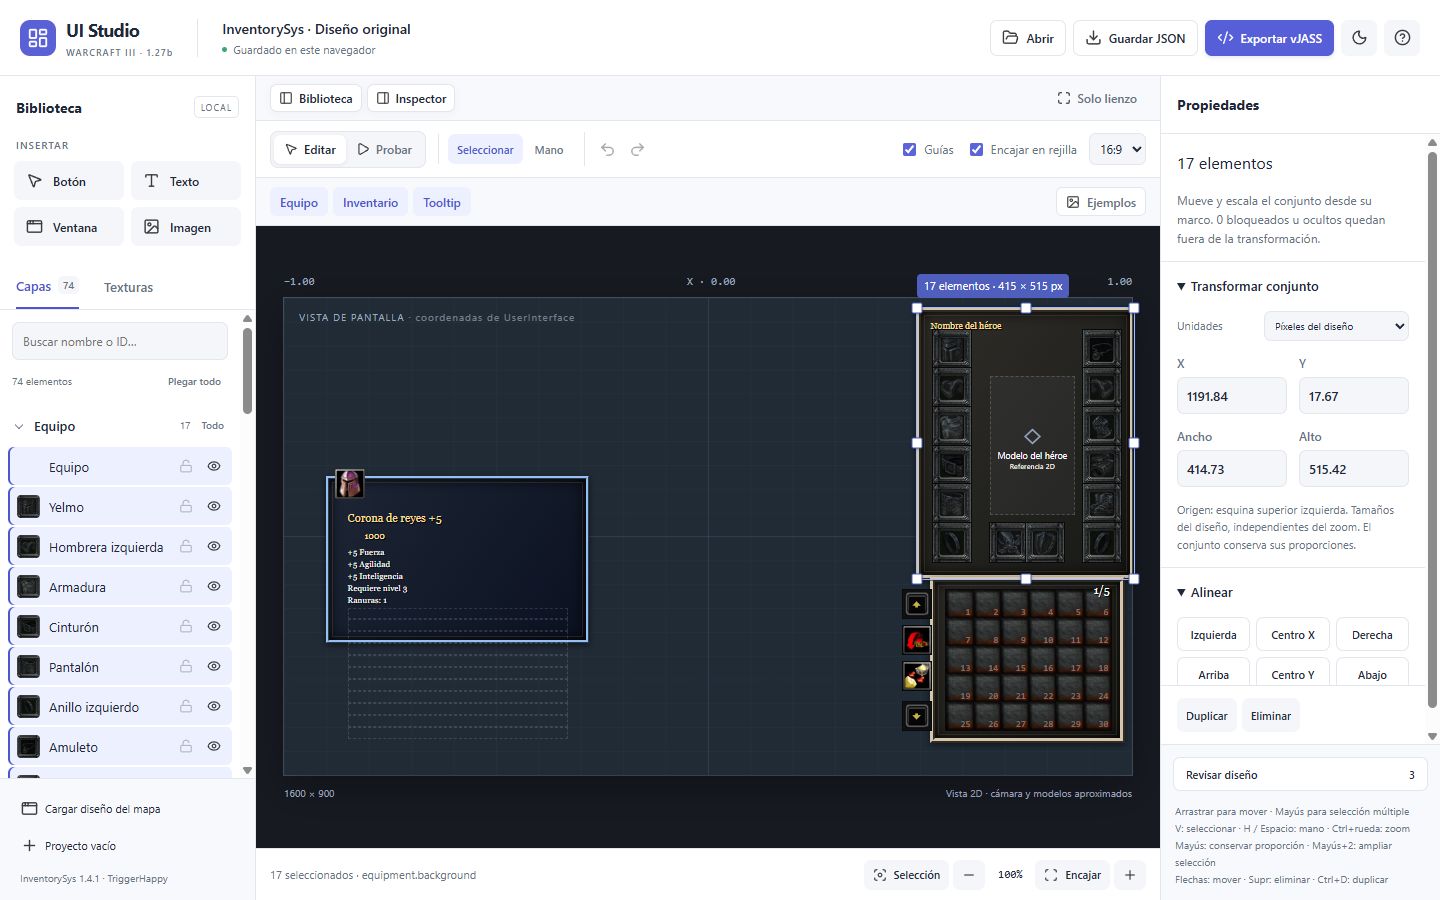 UI Studio
WARCRAFT III · 1.27b
InventorySys · Diseño original
Guardado en este navegador
Abrir
Guardar JSON
Exportar vJASS
Biblioteca
LOCAL
INSERTAR
Botón
Texto
Ventana
Imagen
Capas 74
Texturas
Buscar nombre o ID...
74 elementos
Plegar todo
Equipo 17 Todo
Equipo
Yelmo
Hombrera izquierda
Armadura
Cinturón
Pantalón
Anillo izquierdo
Amuleto
Cargar diseño del mapa
Proyecto vacío
InventorySys 1.4.1 · TriggerHappy
Biblioteca
Inspector
Solo lienzo
Editar
Probar
Seleccionar
Mano
Guías
Encajar en rejilla
16:9
Equipo
Inventario
Tooltip
Ejemplos
−1.00
X · 0.00
1.00
17 elementos · 415 × 515 px
VISTA DE PANTALLA · coordenadas de UserInterface
Nombre del héroe
Modelo del héroe
Referencia 2D
Corona de reyes +5
1000
+5 Fuerza
+5 Agilidad
+5 Inteligencia
Requiere nivel 3
Ranuras: 1
1/5
1 2 3 4 5 6
7 8 9 10 11 12
13 14 15 16 17 18
19 20 21 22 23 24
25 26 27 28 29 30
1600 × 900
Vista 2D · cámara y modelos aproximados
17 seleccionados · equipment.background
Selección
100%
Encajar
Propiedades
17 elementos
Mueve y escala el conjunto desde su
marco. 0 bloqueados u ocultos quedan
fuera de la transformación.
Transformar conjunto
Unidades
Píxeles del diseño
X
Y
1191.84
17.67
Ancho
Alto
414.73
515.42
Origen: esquina superior izquierda. Tamaños
del diseño, independientes del zoom. El
conjunto conserva sus proporciones.
Alinear
Izquierda
Centro X
Derecha
Arriba
Centro Y
Abajo
Duplicar
Eliminar
Revisar diseño 3
Arrastrar para mover · Mayús para selección múltiple
V: seleccionar · H / Espacio: mano · Ctrl+rueda: zoom
Mayús: conservar proporción · Mayús+2: ampliar
selección
Flechas: mover · Supr: eliminar · Ctrl+D: duplicar